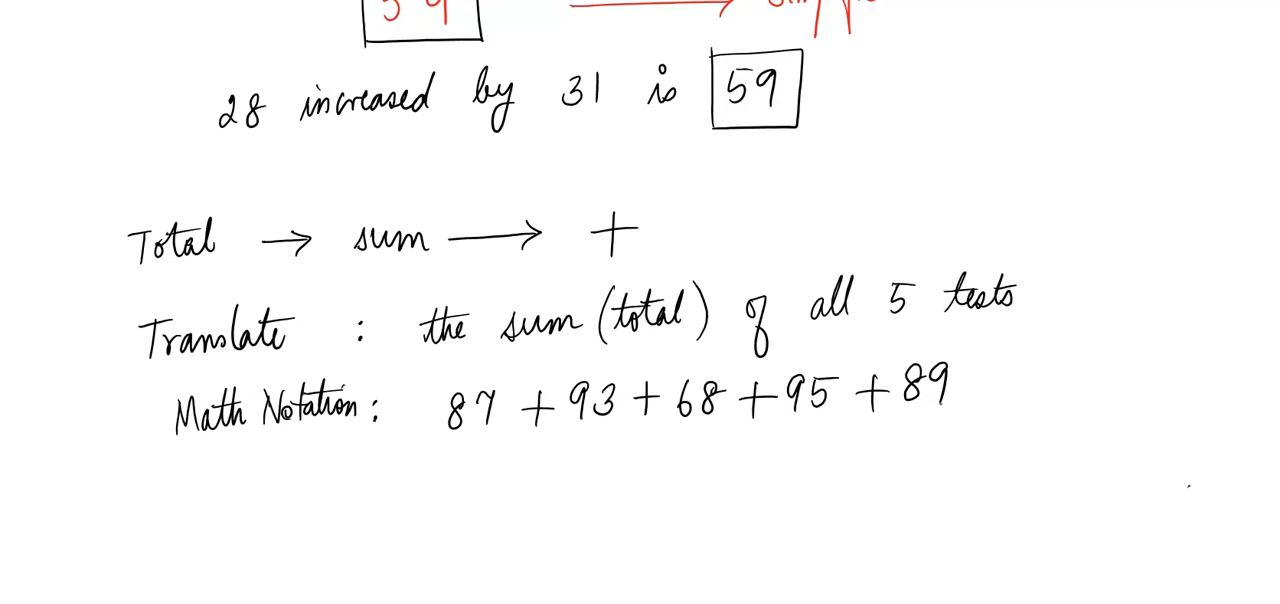 59
28 increased by 31 is 59
Total → sum → +
Translate : the sum (total) of all 5 tests
Math Notation : 87 + 93 + 68 + 95 + 89